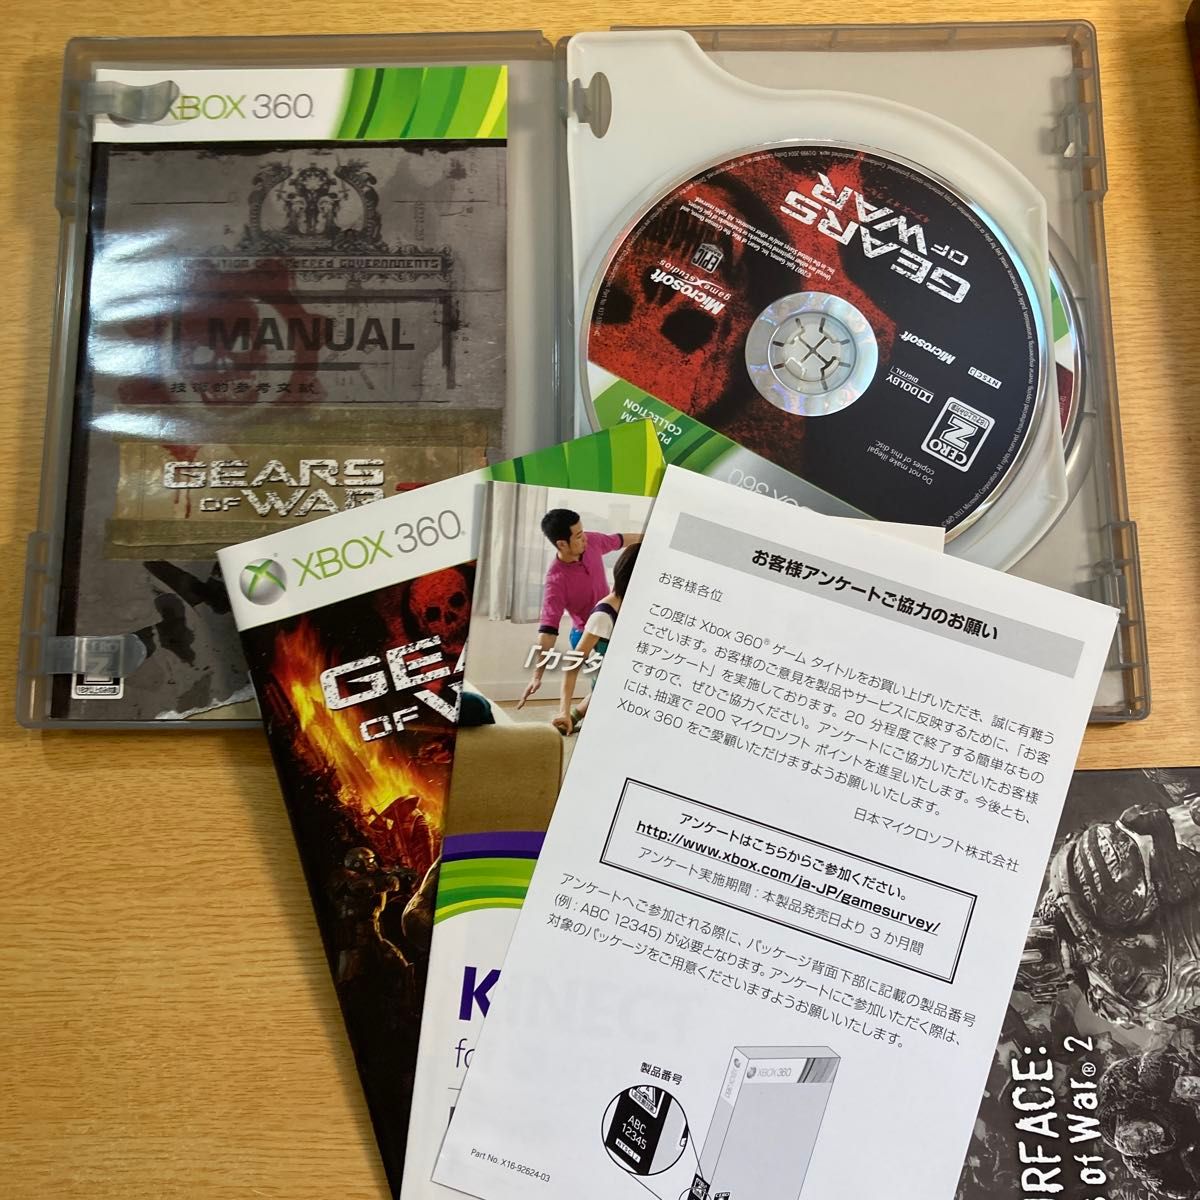 XBOX 360
MANUAL
技術的参考文献
GEARS
OF WAR
CERO
Z
GEARS
OF WAR
Microsoft
game studios
EPIC
Microsoft
NTSC J
DOLBY
DIGITAL
CERO
Z
Do not make illegal
copies of this disc.
COLLECTION
XBOX 360
XBOX 360
GEARS
OF WAR
「カラダ
お客様アンケートご協力のお願い
お客様各位
この度は Xbox 360® ゲーム タイトルをお買い上げいただき、誠に有難う
ございます。お客様のご意見を製品やサービスに反映するために、「お客
様アンケート」を実施しております。20 分程度で終了する簡単なもの
ですので、ぜひご協力ください。アンケートにご協力いただいたお客様
には、抽選で 200 マイクロソフト ポイントを進呈いたします。今後とも、
Xbox 360 をご愛顧いただけますようお願いいたします。
日本マイクロソフト株式会社
アンケートはこちらからご参加ください。
http://www.xbox.com/ja-JP/gamesurvey/
アンケート実施期間：本製品発売日より 3 か月間
アンケートへご参加される際に、パッケージ背面下部に記載の製品番号
(例：ABC 12345) が必要となります。アンケートにご参加いただく際は、
対象のパッケージをご用意くださいますようお願いいたします。
製品番号
XBOX 360
ABC
12345
NTSC J
Part No. X16-92624-03
K
fo
RFACE:
of War® 2